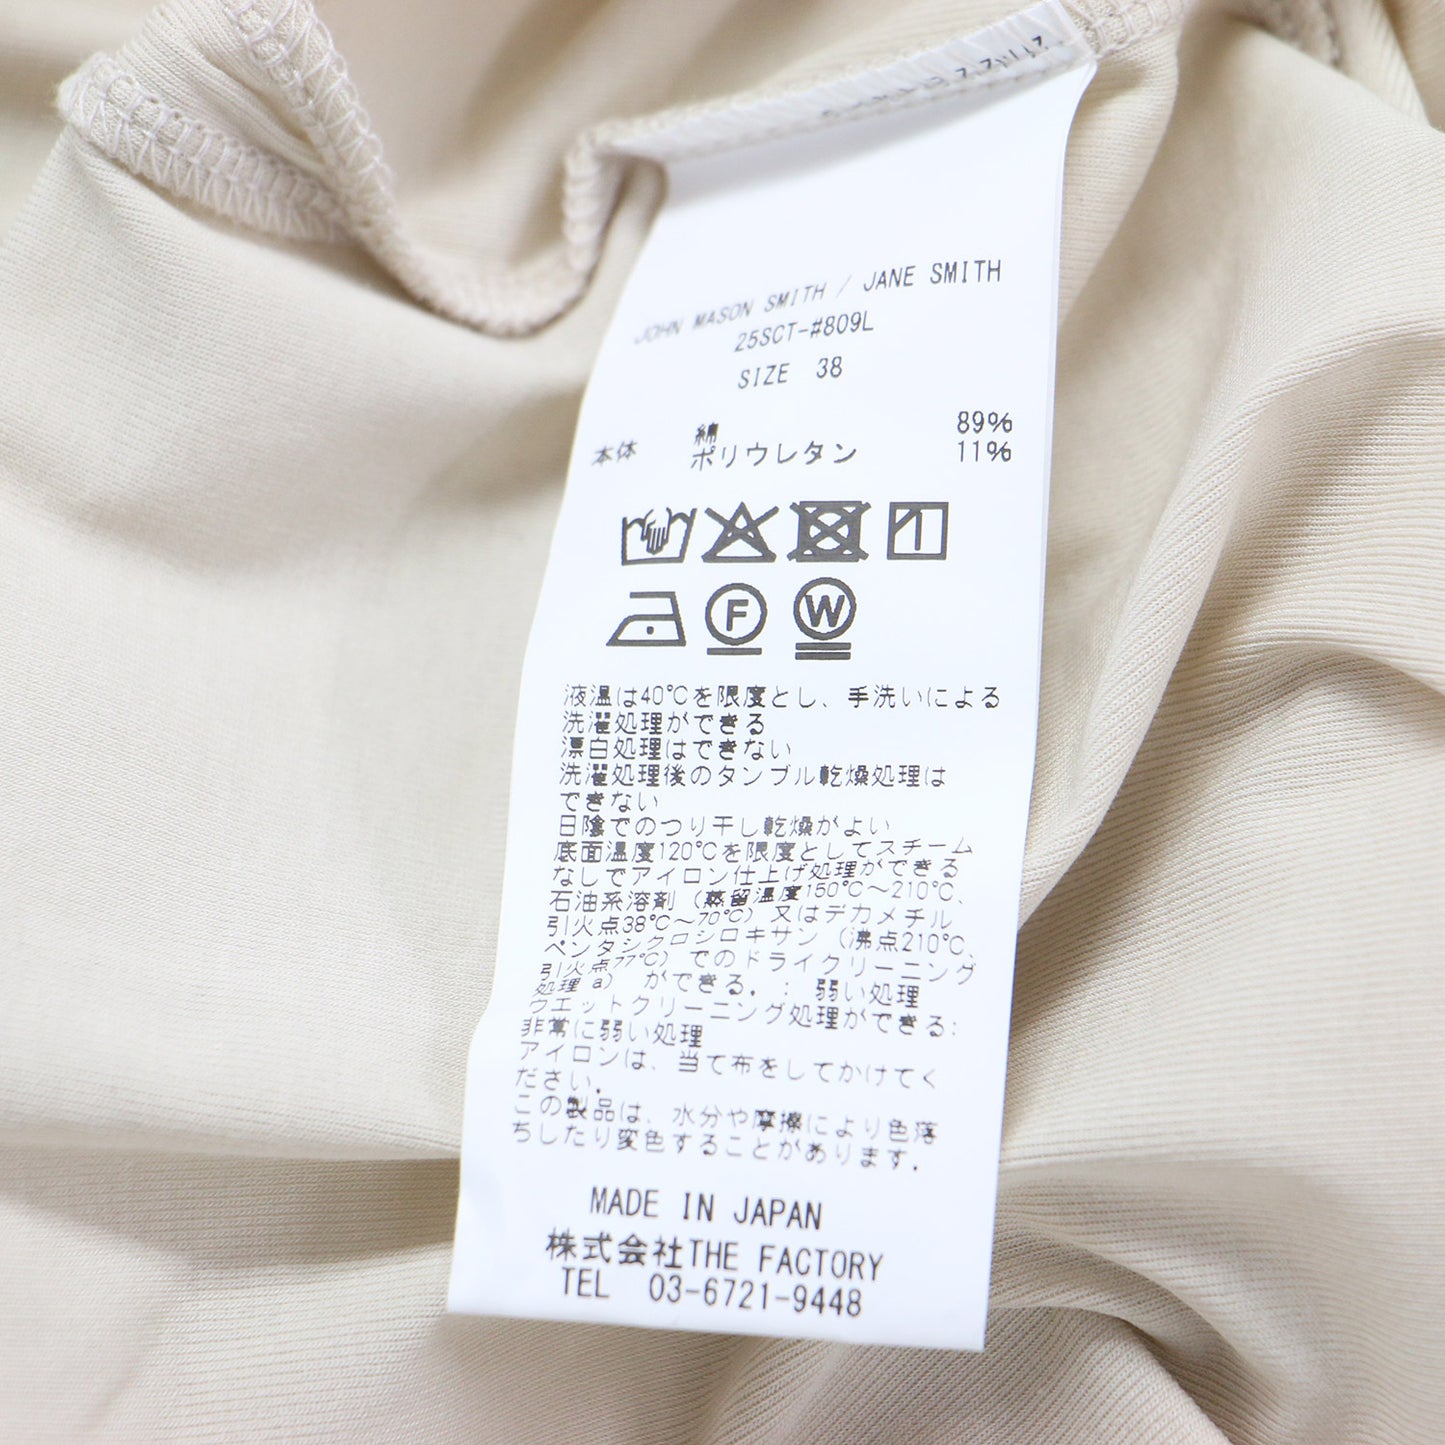 JOHN MASON SMITH / JANE SMITH
25SCT-#809L
SIZE 38
綿 89%
本体 ポリウレタン 11%
F W
液温は40℃を限度とし、手洗いによる
洗濯処理ができる
漂白処理はできない
洗濯処理後のタンブル乾燥処理は
できない
日陰でのつり干し乾燥がよい
底面温度120℃を限度としてスチーム
なしでアイロン仕上げ処理ができる
石油系溶剤(蒸留温度150℃~210℃、
引火点38℃~70℃)又はデカメチル
ペンタシクロシロキサン(沸点210℃、
引火点77℃)でのドライクリーニング
処理 a) ができる.:弱い処理
ウエットクリーニング処理ができる:
非常に弱い処理
アイロンは、当て布をしてかけてく
ださい.
この製品は、水分や摩擦により色落
ちしたり変色することがあります.
MADE IN JAPAN
株式会社THE FACTORY
TEL 03-6721-9448